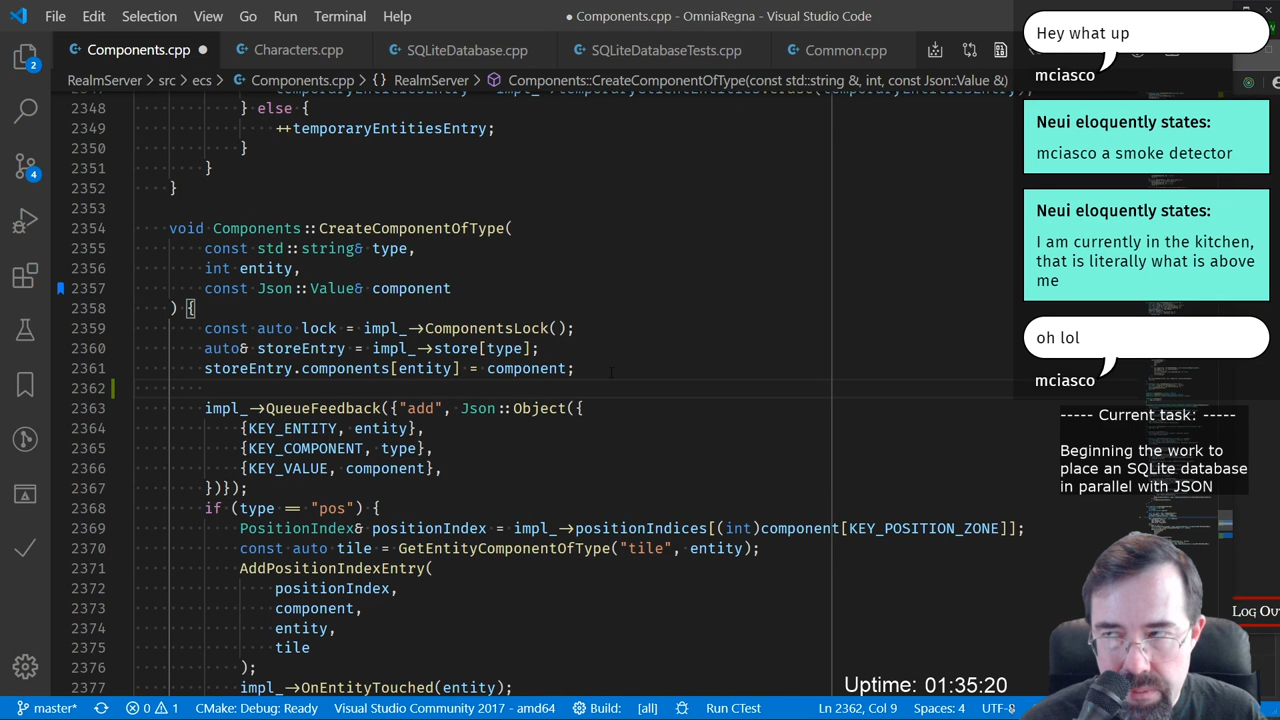 File Edit Selection View Go Run Terminal Help
● Components.cpp - OmniaRegna - Visual Studio Code
Components.cpp Characters.cpp SQLiteDatabase.cpp SQLiteDatabaseTests.cpp Common.cpp
RealmServer > src > ecs > Components.cpp > {} RealmServer > Components::CreateComponentOfType(const std::string &, int, const Json::Value &)
2348 } else {
2349 ++temporaryEntitiesEntry;
2350 }
2351 }
2352 }
2353
2354 void Components::CreateComponentOfType(
2355 const std::string& type,
2356 int entity,
2357 const Json::Value& component
2358 ) {
2359 const auto lock = impl_->ComponentsLock();
2360 auto& storeEntry = impl_->store[type];
2361 storeEntry.components[entity] = component;
2362
2363 impl_->QueueFeedback({"add", Json::Object({
2364 {KEY_ENTITY, entity},
2365 {KEY_COMPONENT, type},
2366 {KEY_VALUE, component},
2367 })});
2368 if (type == "pos") {
2369 PositionIndex& positionIndex = impl_->positionIndices[(int)component[KEY_POSITION_ZONE]];
2370 const auto tile = GetEntityComponentOfType("tile", entity);
2371 AddPositionIndexEntry(
2372 positionIndex,
2373 component,
2374 entity,
2375 tile
2376 );
2377 impl_->OnEntityTouched(entity);
Hey what up
mciasco
Neui eloquently states:
mciasco a smoke detector
Neui eloquently states:
I am currently in the kitchen,
that is literally what is above
me
oh lol
mciasco
----- Current task: -----
Beginning the work to
place an SQLite database
in parallel with JSON
2
4
Uptime: 01:35:20
master* 0 1 CMake: Debug: Ready Visual Studio Community 2017 - amd64 Build: [all] Run CTest Ln 2362, Col 9 Spaces: 4 UTF-8